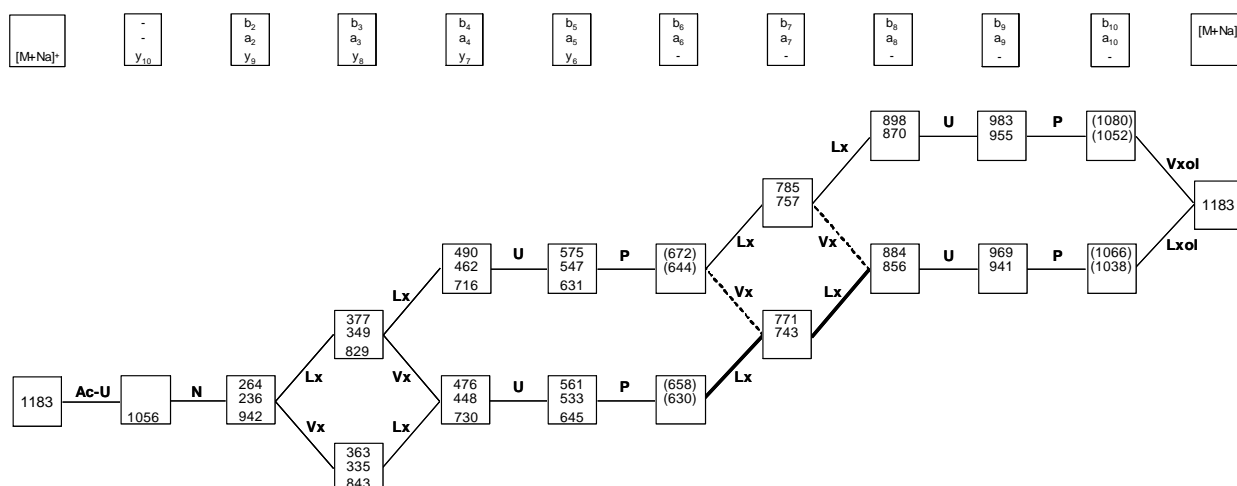 [M+Na]⁺
-
-
y₁₀
b₂
a₂
y₉
b₃
a₃
y₈
b₄
a₄
y₇
b₅
a₅
y₆
b₆
a₆
-
b₇
a₇
-
b₈
a₈
-
b₉
a₉
-
b₁₀
a₁₀
-
[M+Na]
898
870
U
983
955
P
(1080)
(1052)
Lx
Vxol
785
757
1183
490
462
716
U
575
547
631
P
(672)
(644)
Lx
Vx
884
856
U
969
941
P
(1066)
(1038)
Lxol
Lx
Vx
Lx
377
349
829
771
743
1183
Ac-U
1056
N
264
236
942
Lx
Vx
Vx
Lx
476
448
730
U
561
533
645
P
(658)
(630)
Lx
363
335
843